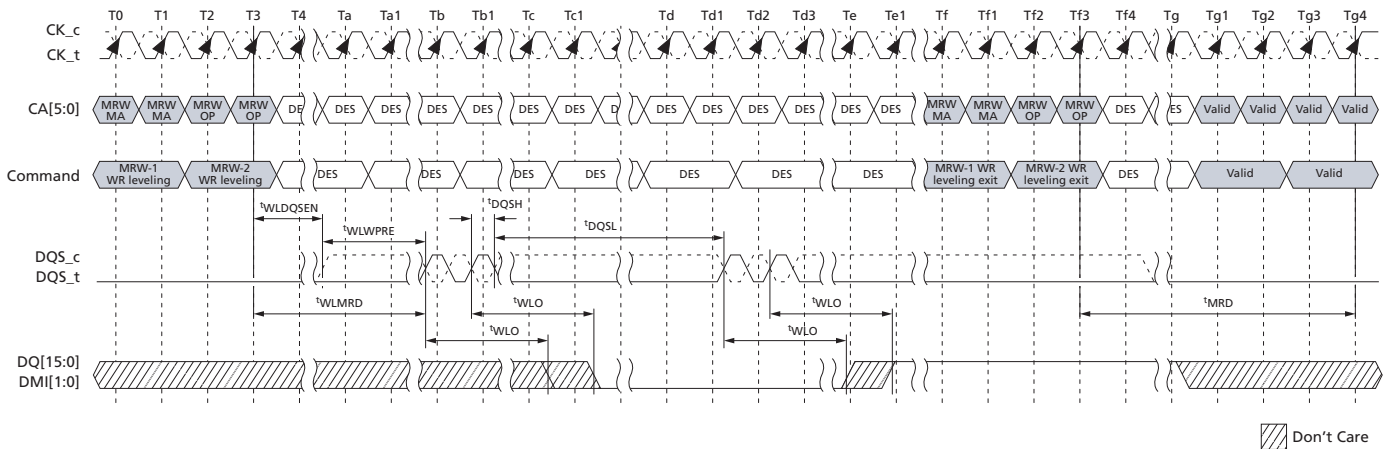 T0 T1 T2 T3 T4 Ta Ta1 Tb Tb1 Tc Tc1 Td Td1 Td2 Td3 Te Te1 Tf Tf1 Tf2 Tf3 Tf4 Tg Tg1 Tg2 Tg3 Tg4
CK_c
CK_t
CA[5:0]
MRW MA
MRW MA
MRW OP
MRW OP
DES DES DES DES DES DES DES DES DES DES DES DES DES
MRW MA
MRW MA
MRW OP
MRW OP
DES
ES
Valid Valid Valid Valid
Command
MRW-1 WR leveling
MRW-2 WR leveling
DES DES DES DES DES DES DES
MRW-1 WR leveling exit
MRW-2 WR leveling exit
DES
Valid Valid
tWLDQSEN
tWLWPRE
tDQSH
tDQSL
DQS_c
DQS_t
tWLMRD
tWLO
tWLO
tWLO
tWLO
tMRD
DQ[15:0]
DMI[1:0]
Don't Care